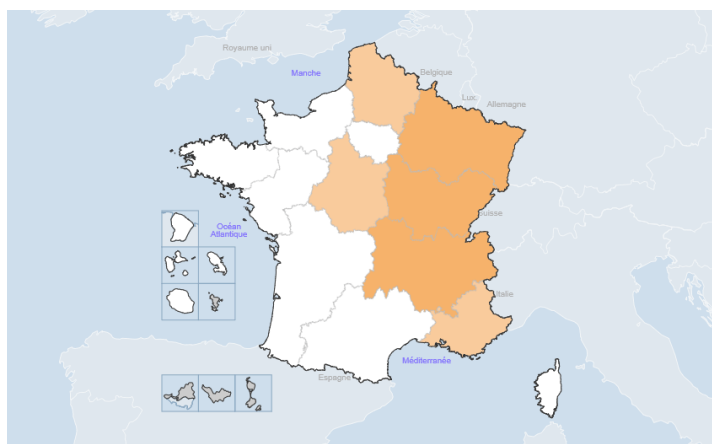 Royaume uni
Manche
Belgique
Lux.
Allemagne
Suisse
Océan
Atlantique
Italie
Méditerranée
Espagne